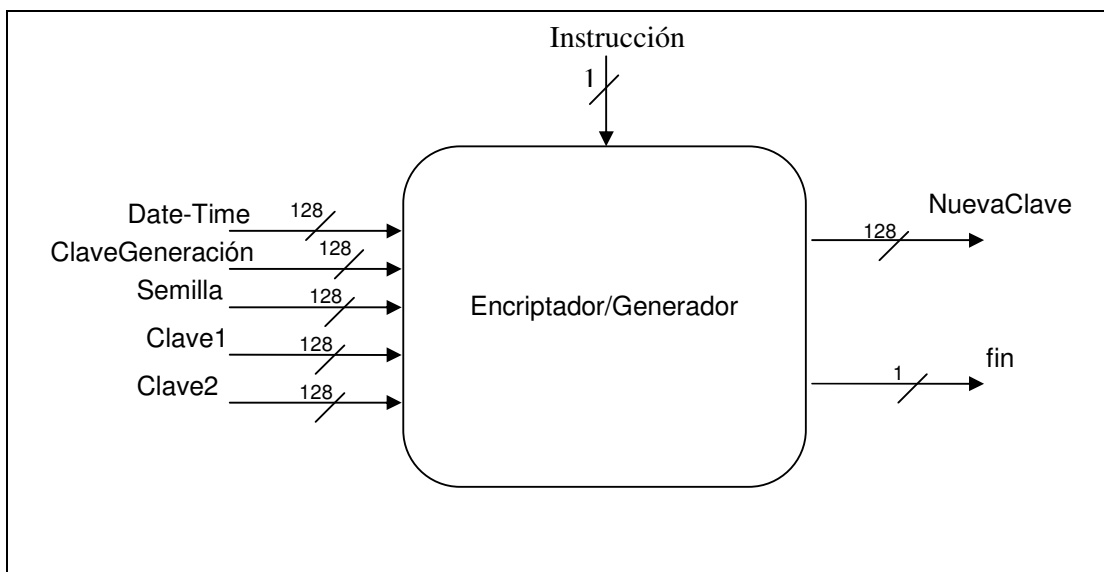 Instrucción
1
Date-Time
128
ClaveGeneración
128
Semilla
128
Clave1
128
Clave2
128
Encriptador/Generador
NuevaClave
128
fin
1